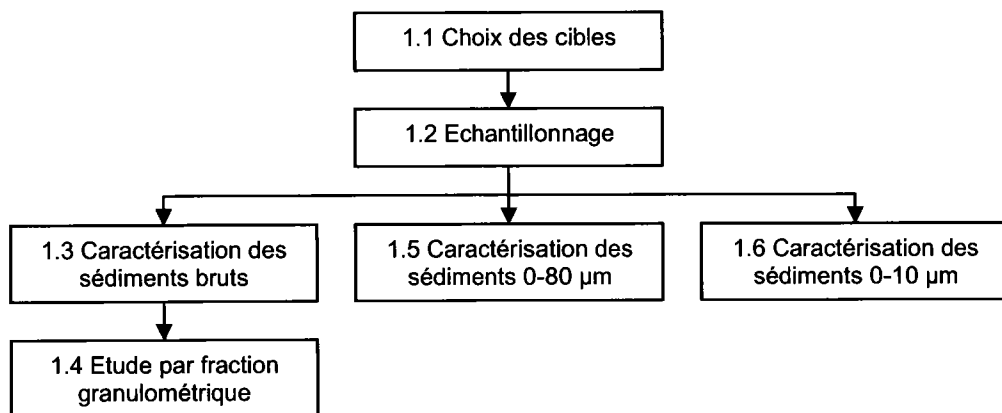 1.1 Choix des cibles
1.2 Echantillonnage
1.3 Caractérisation des
sédiments bruts
1.5 Caractérisation des
sédiments 0-80 µm
1.6 Caractérisation des
sédiments 0-10 µm
1.4 Etude par fraction
granulométrique